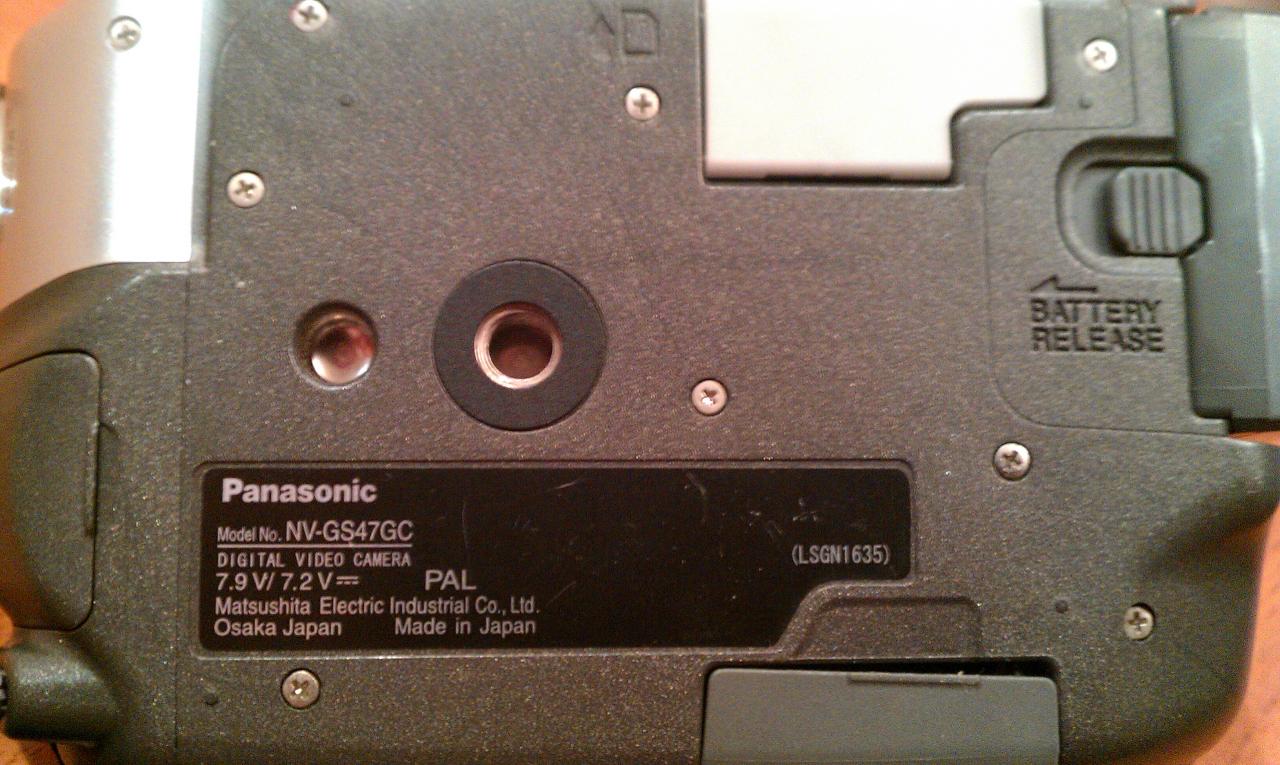 BATTERY
RELEASE
Panasonic
Model No. NV-GS47GC
DIGITAL VIDEO CAMERA
(LSGN1635)
7.9 V/ 7.2 V⎓ PAL
Matsushita Electric Industrial Co., Ltd.
Osaka Japan Made in Japan